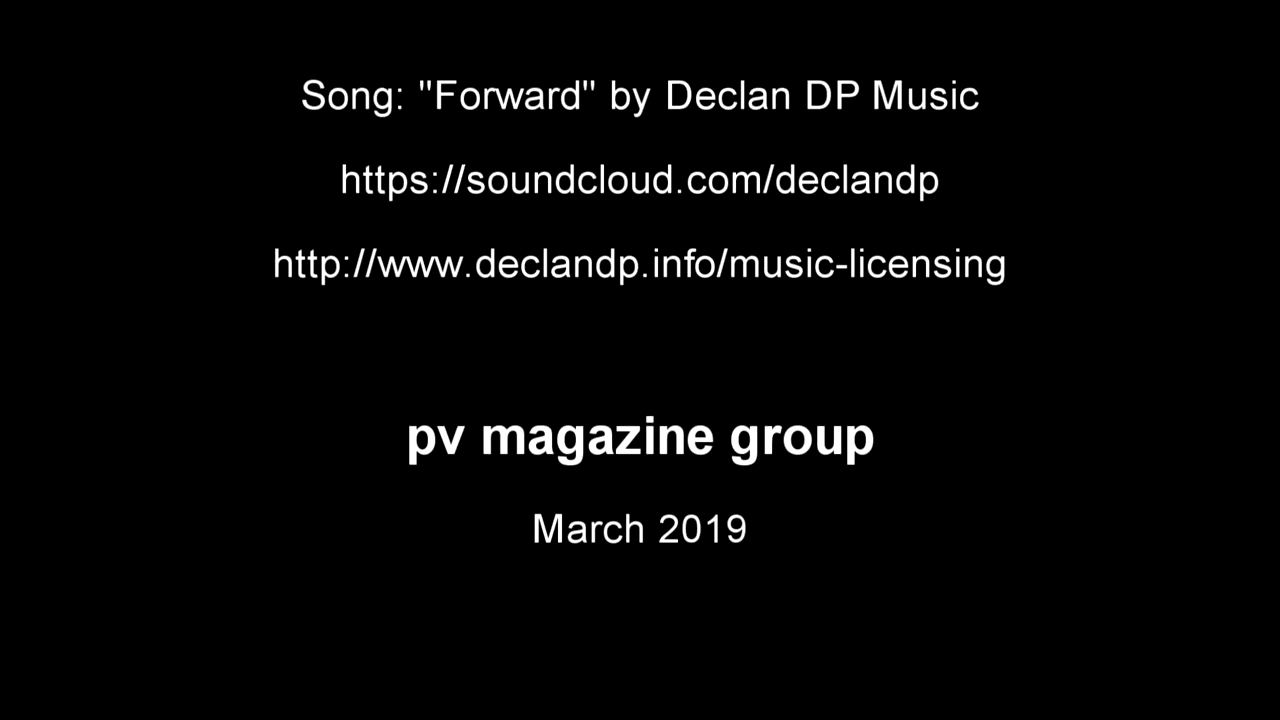 Song: "Forward" by Declan DP Music
https://soundcloud.com/declandp
http://www.declandp.info/music-licensing
pv magazine group
March 2019